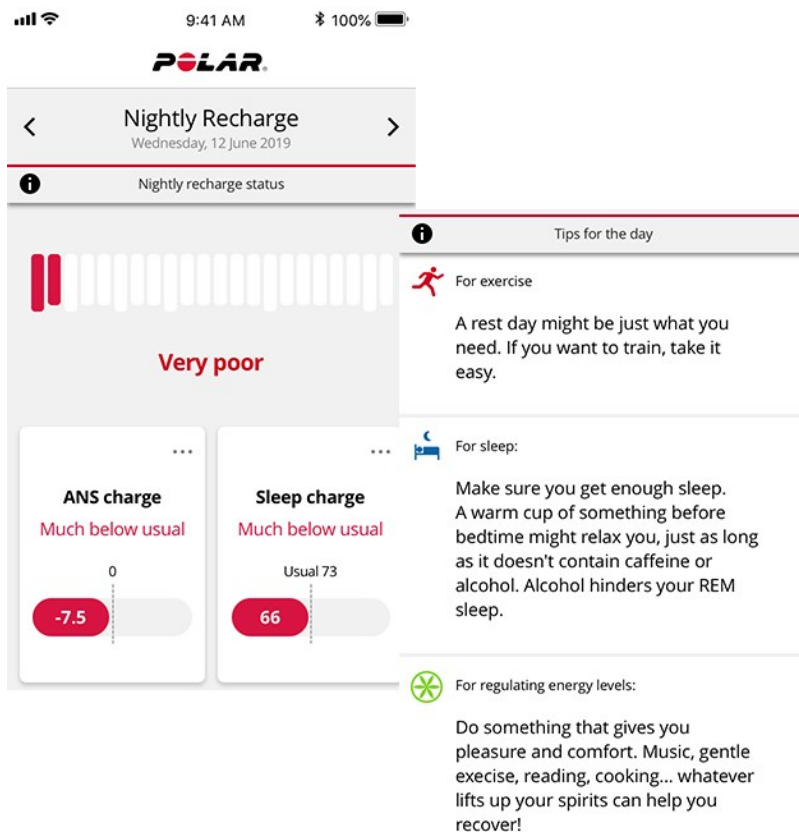 9:41 AM
100%
POLAR
Nightly Recharge
Wednesday, 12 June 2019
Nightly recharge status
Very poor
ANS charge
Much below usual
0
-7.5
Sleep charge
Much below usual
Usual 73
66
Tips for the day
For exercise
A rest day might be just what you
need. If you want to train, take it
easy.
For sleep:
Make sure you get enough sleep.
A warm cup of something before
bedtime might relax you, just as long
as it doesn't contain caffeine or
alcohol. Alcohol hinders your REM
sleep.
For regulating energy levels:
Do something that gives you
pleasure and comfort. Music, gentle
execise, reading, cooking... whatever
lifts up your spirits can help you
recover!